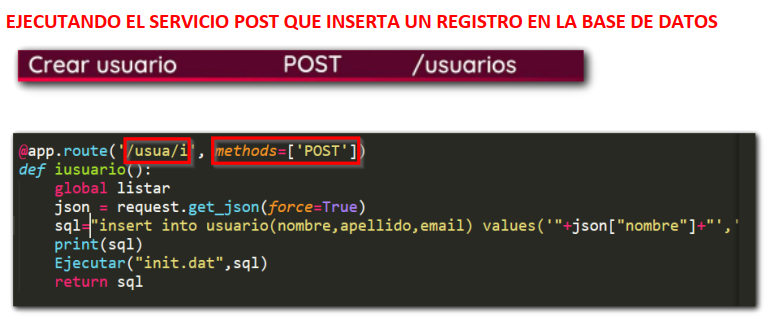 EJECUTANDO EL SERVICIO POST QUE INSERTA UN REGISTRO EN LA BASE DE DATOS
Crear usuario POST /usuarios
@app.route('/usua/i', methods=['POST'])
def iusuario():
global listar
json = request.get_json(force=True)
sql="insert into usuario(nombre,apellido,email) values('"+json["nombre"]+"','
print(sql)
Ejecutar("init.dat",sql)
return sql